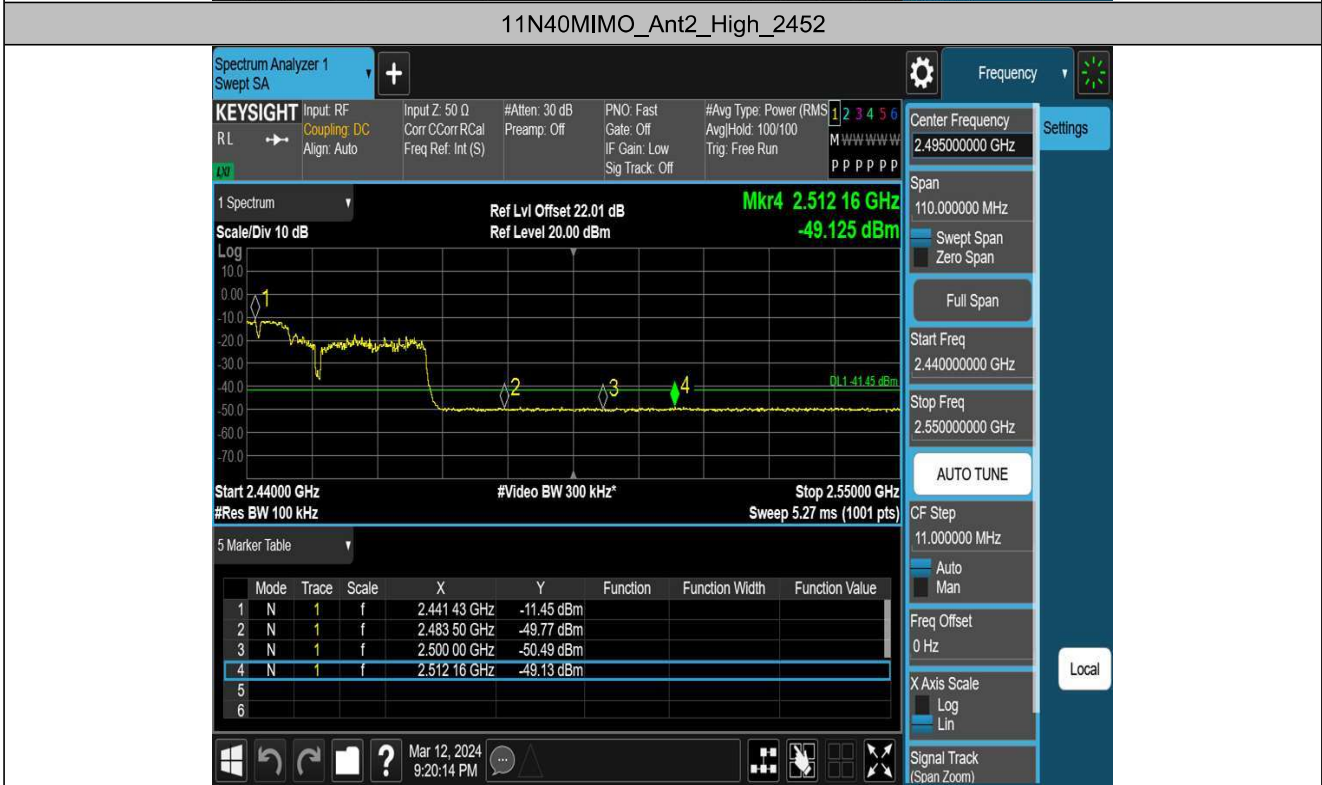 11N40MIMO_Ant2_High_2452
Spectrum Analyzer 1
Swept SA
+
Frequency
KEYSIGHT
RL
LXI
Input: RF
Coupling: DC
Align: Auto
Input Z: 50 Ω
Corr CCorr RCal
Freq Ref: Int (S)
#Atten: 30 dB
Preamp: Off
PNO: Fast
Gate: Off
IF Gain: Low
Sig Track: Off
#Avg Type: Power (RMS
Avg|Hold: 100/100
Trig: Free Run
1 2 3 4 5 6
M W W W W W
P P P P P P
1 Spectrum
Scale/Div 10 dB
Ref Lvl Offset 22.01 dB
Ref Level 20.00 dBm
Mkr4 2.512 16 GHz
-49.125 dBm
Log
10.0
0.00
-10.0
-20.0
-30.0
-40.0
-50.0
-60.0
-70.0
1
2
3
4
DL1 -41.45 dBm
Start 2.44000 GHz
#Res BW 100 kHz
#Video BW 300 kHz*
Stop 2.55000 GHz
Sweep 5.27 ms (1001 pts)
5 Marker Table
Mode Trace Scale X Y Function Function Width Function Value
1 N 1 f 2.441 43 GHz -11.45 dBm
2 N 1 f 2.483 50 GHz -49.77 dBm
3 N 1 f 2.500 00 GHz -50.49 dBm
4 N 1 f 2.512 16 GHz -49.13 dBm
5
6
?
Mar 12, 2024
9:20:14 PM
Center Frequency
2.495000000 GHz
Settings
Span
110.000000 MHz
Swept Span
Zero Span
Full Span
Start Freq
2.440000000 GHz
Stop Freq
2.550000000 GHz
AUTO TUNE
CF Step
11.000000 MHz
Auto
Man
Freq Offset
0 Hz
Local
X Axis Scale
Log
Lin
Signal Track
(Span Zoom)